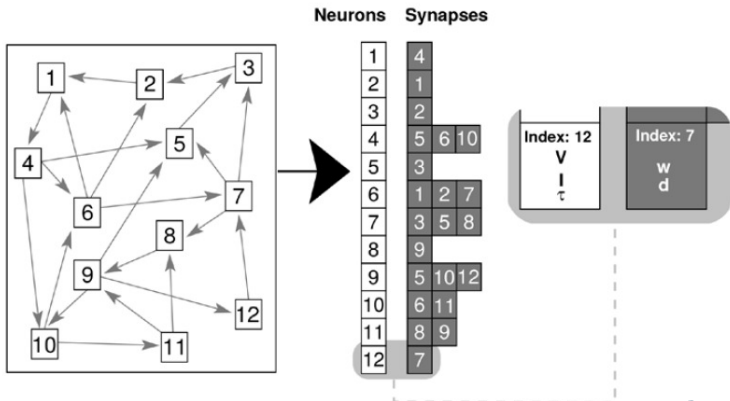 Neurons Synapses
1 4
2 1
3 2
4 5 6 10
5 3
6 1 2 7
7 3 5 8
8 9
9 5 10 12
10 6 11
11 8 9
12 7
1
2
3
4
5
6
7
8
9
10
11
12
Index: 12
V
I
τ
Index: 7
w
d